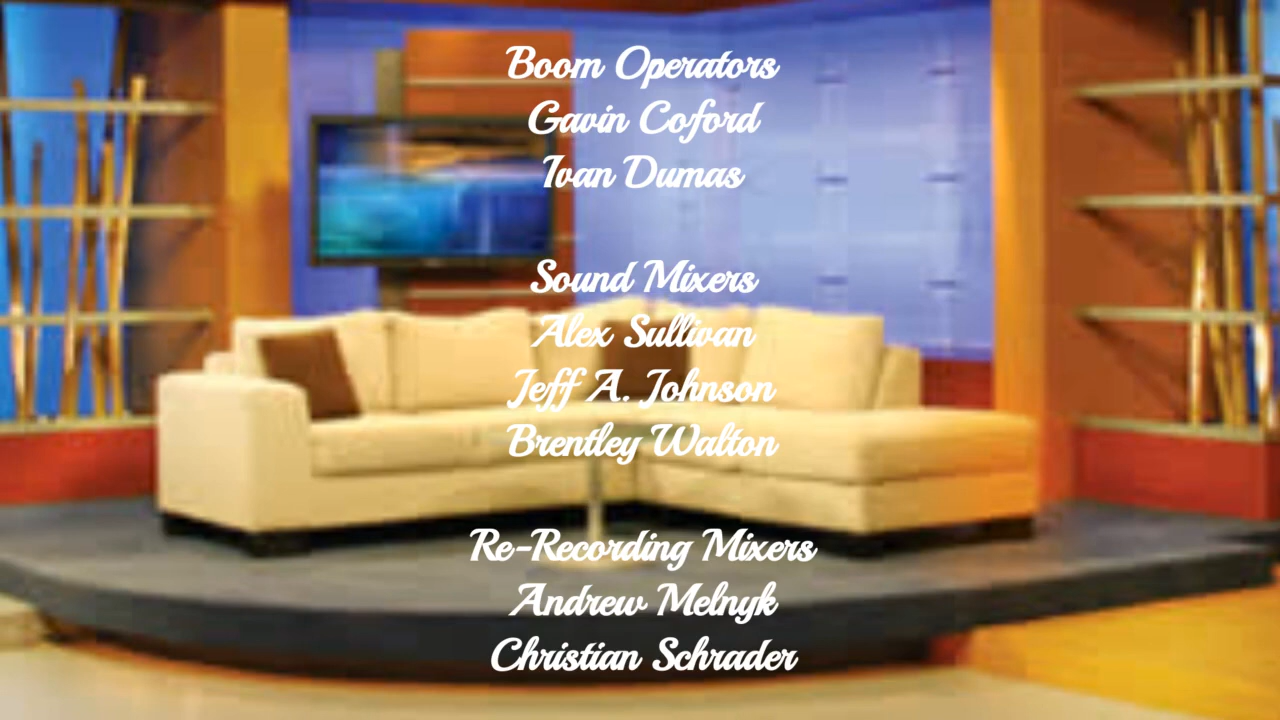 Boom Operators
Gavin Coford
Ivan Dumas
Sound Mixers
Alex Sullivan
Jeff A. Johnson
Brentley Walton
Re-Recording Mixers
Andrew Melnyk
Christian Schrader